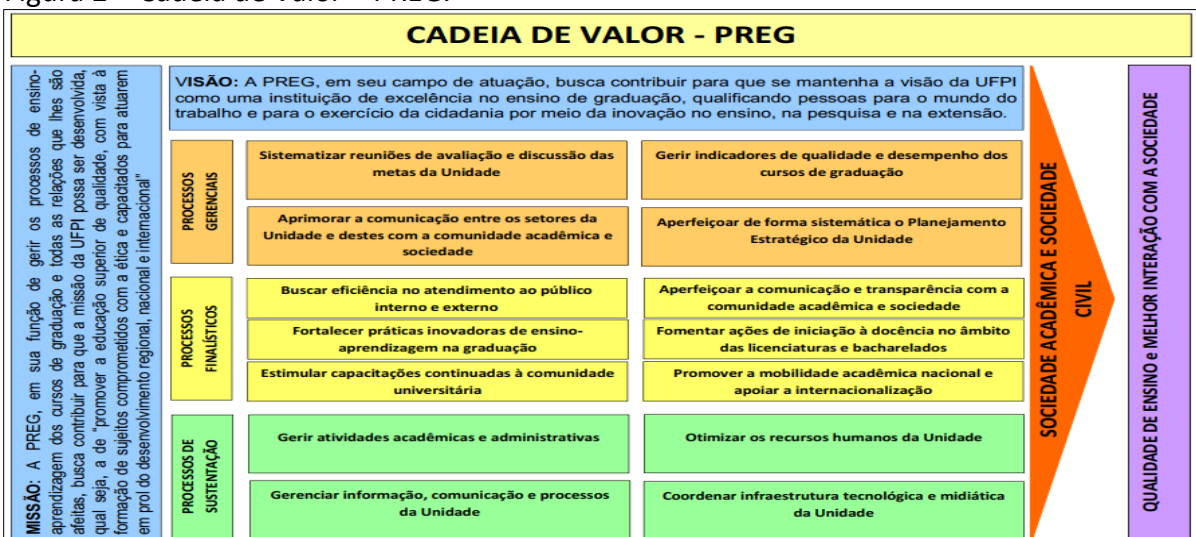 CADEIA DE VALOR - PREG
MISSÃO: A PREG, em sua função de gerir os processos de ensino-
aprendizagem dos cursos de graduação e todas as relações que lhes são
afeitas, busca contribuir para que a missão da UFPI possa ser desenvolvida,
qual seja, a de “promover a educação superior de qualidade, com vista à
formação de sujeitos comprometidos com a ética e capacitados para atuarem
em prol do desenvolvimento regional, nacional e internacional”
VISÃO: A PREG, em seu campo de atuação, busca contribuir para que se mantenha a visão da UFPI
como uma instituição de excelência no ensino de graduação, qualificando pessoas para o mundo do
trabalho e para o exercício da cidadania por meio da inovação no ensino, na pesquisa e na extensão.
PROCESSOS
GERENCIAIS
Sistematizar reuniões de avaliação e discussão das
metas da Unidade
Gerir indicadores de qualidade e desempenho dos
cursos de graduação
Aprimorar a comunicação entre os setores da
Unidade e destes com a comunidade acadêmica e
sociedade
Aperfeiçoar de forma sistemática o Planejamento
Estratégico da Unidade
PROCESSOS
FINALÍSTICOS
Buscar eficiência no atendimento ao público
interno e externo
Aperfeiçoar a comunicação e transparência com a
comunidade acadêmica e sociedade
Fortalecer práticas inovadoras de ensino-
aprendizagem na graduação
Fomentar ações de iniciação à docência no âmbito
das licenciaturas e bacharelados
Estimular capacitações continuadas à comunidade
universitária
Promover a mobilidade acadêmica nacional e
apoiar a internacionalização
PROCESSOS DE
SUSTENTAÇÃO
Gerir atividades acadêmicas e administrativas
Otimizar os recursos humanos da Unidade
Gerenciar informação, comunicação e processos
da Unidade
Coordenar infraestrutura tecnológica e midiática
da Unidade
SOCIEDADE ACADÊMICA E SOCIEDADE
CIVIL
QUALIDADE DE ENSINO e MELHOR INTERAÇÃO COM A SOCIEDADE